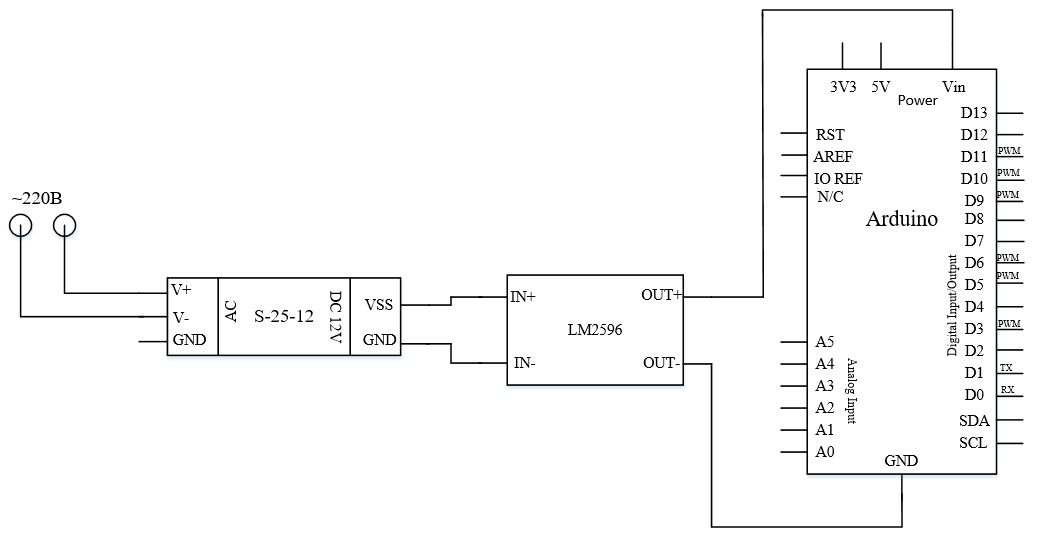 ~220В
V+
V-
GND
AC
S-25-12
DC 12V
VSS
GND
IN+
IN-
LM2596
OUT+
OUT-
3V3
5V
Vin
Power
RST
AREF
IO REF
N/C
Arduino
A5
A4
A3
A2
A1
A0
Analog Input
D13
D12
D11 PWM
D10 PWM
D9 PWM
D8
D7
D6 PWM
D5 PWM
D4
D3 PWM
D2
D1 TX
D0 RX
Digital Input/Output
SDA
SCL
GND